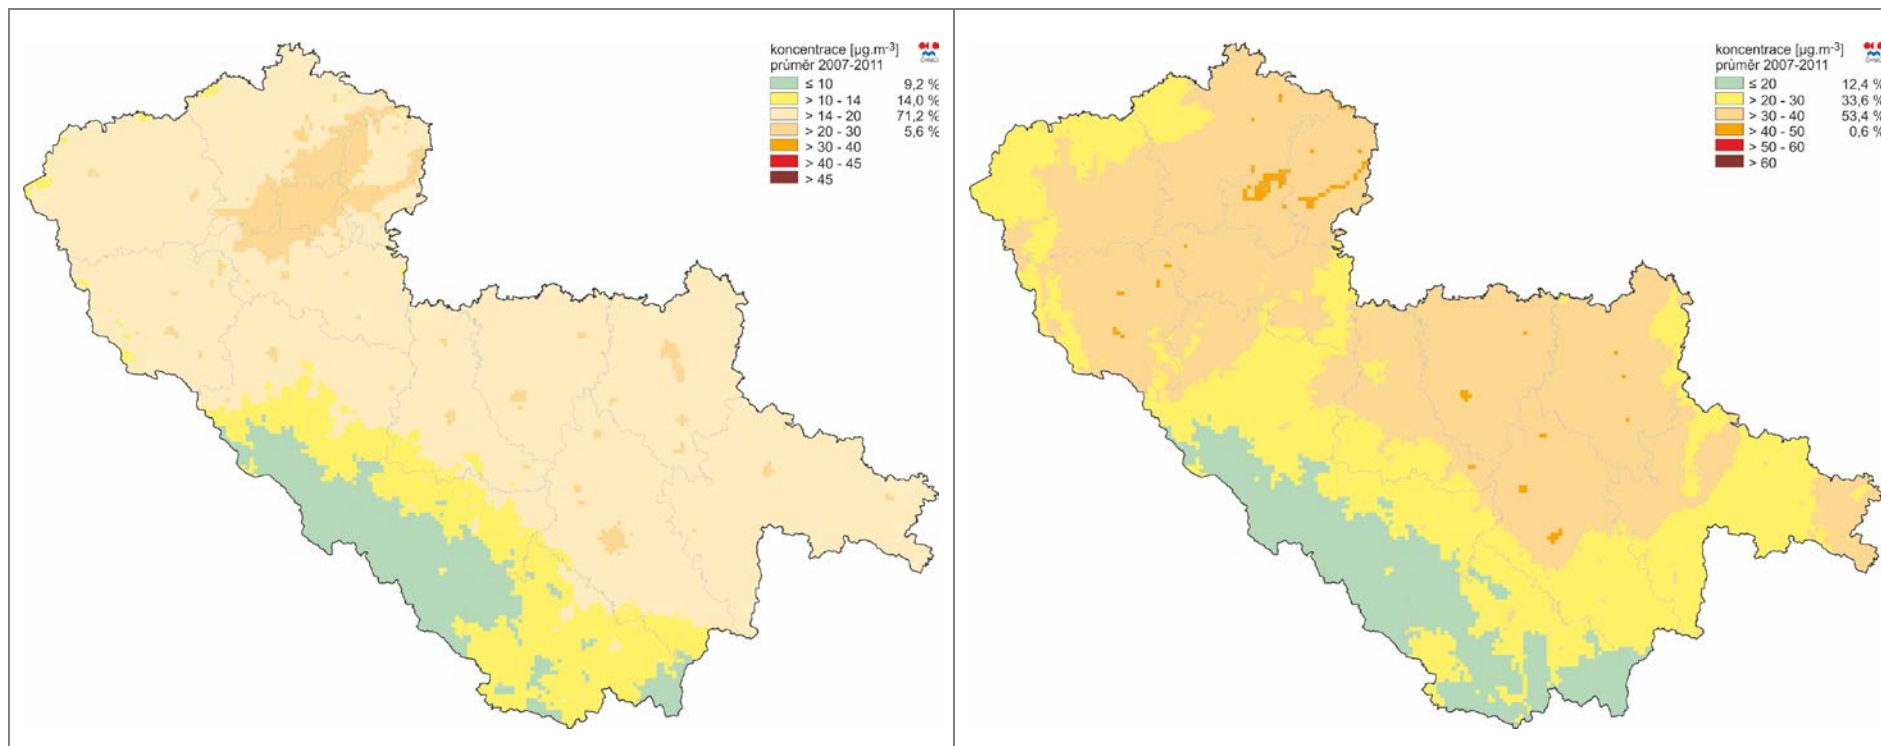 koncentrace [µg.m-3]
průměr 2007-2011
≤ 10 9,2 %
> 10 - 14 14,0 %
> 14 - 20 71,2 %
> 20 - 30 5,6 %
> 30 - 40
> 40 - 45
> 45
koncentrace [µg.m-3]
průměr 2007-2011
≤ 20 12,4 %
> 20 - 30 33,6 %
> 30 - 40 53,4 %
> 40 - 50 0,6 %
> 50 - 60
> 60